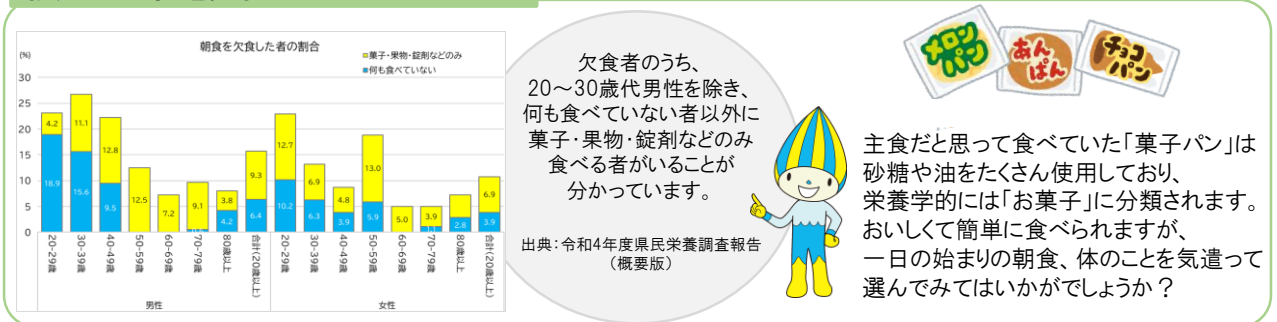 朝食を欠食した者の割合
(%)
菓子・果物・錠剤などのみ
何も食べていない
30
25
20
15
10
5
0
4.2
18.9
11.1
15.6
12.8
9.5
12.5
7.2
9.1
3.8
4.2
9.3
6.4
12.7
10.2
6.9
6.3
4.8
3.9
13.0
5.9
5.0
3.9
1.1
2.8
6.9
3.9
20-29歳
30-39歳
40-49歳
50-59歳
60-69歳
70-79歳
80歳以上
合計(20歳以上)
20-29歳
30-39歳
40-49歳
50-59歳
60-69歳
70-79歳
80歳以上
合計(20歳以上)
男性
女性
欠食者のうち、
20～30歳代男性を除き、
何も食べていない者以外に
菓子・果物・錠剤などのみ
食べる者がいることが
分かっています。
出典：令和4年度県民栄養調査報告
（概要版）
メロンパン
あんぱん
チョコパン
主食だと思って食べていた「菓子パン」は
砂糖や油をたくさん使用しており、
栄養学的には「お菓子」に分類されます。
おいしくて簡単に食べられますが、
一日の始まりの朝食、体のことを気遣って
選んでみてはいかがでしょうか？